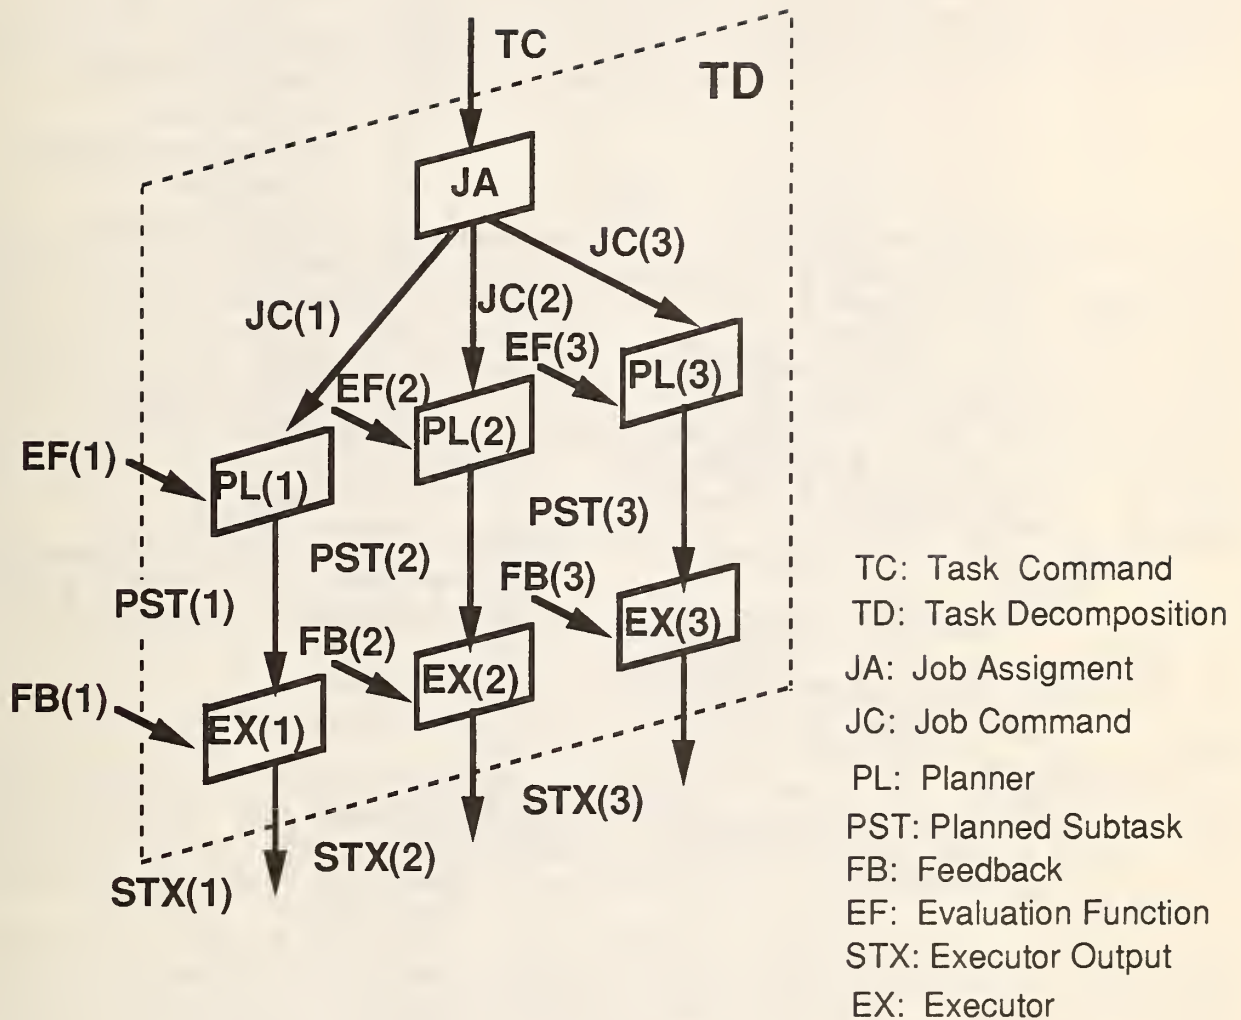 TC
TD
JA
JC(3)
JC(2)
JC(1)
EF(3)
PL(3)
EF(2)
PL(2)
EF(1)
PL(1)
PST(3)
PST(2)
FB(3)
PST(1)
EX(3)
FB(2)
EX(2)
FB(1)
EX(1)
STX(3)
STX(2)
STX(1)
TC: Task Command
TD: Task Decomposition
JA: Job Assigment
JC: Job Command
PL: Planner
PST: Planned Subtask
FB: Feedback
EF: Evaluation Function
STX: Executor Output
EX: Executor